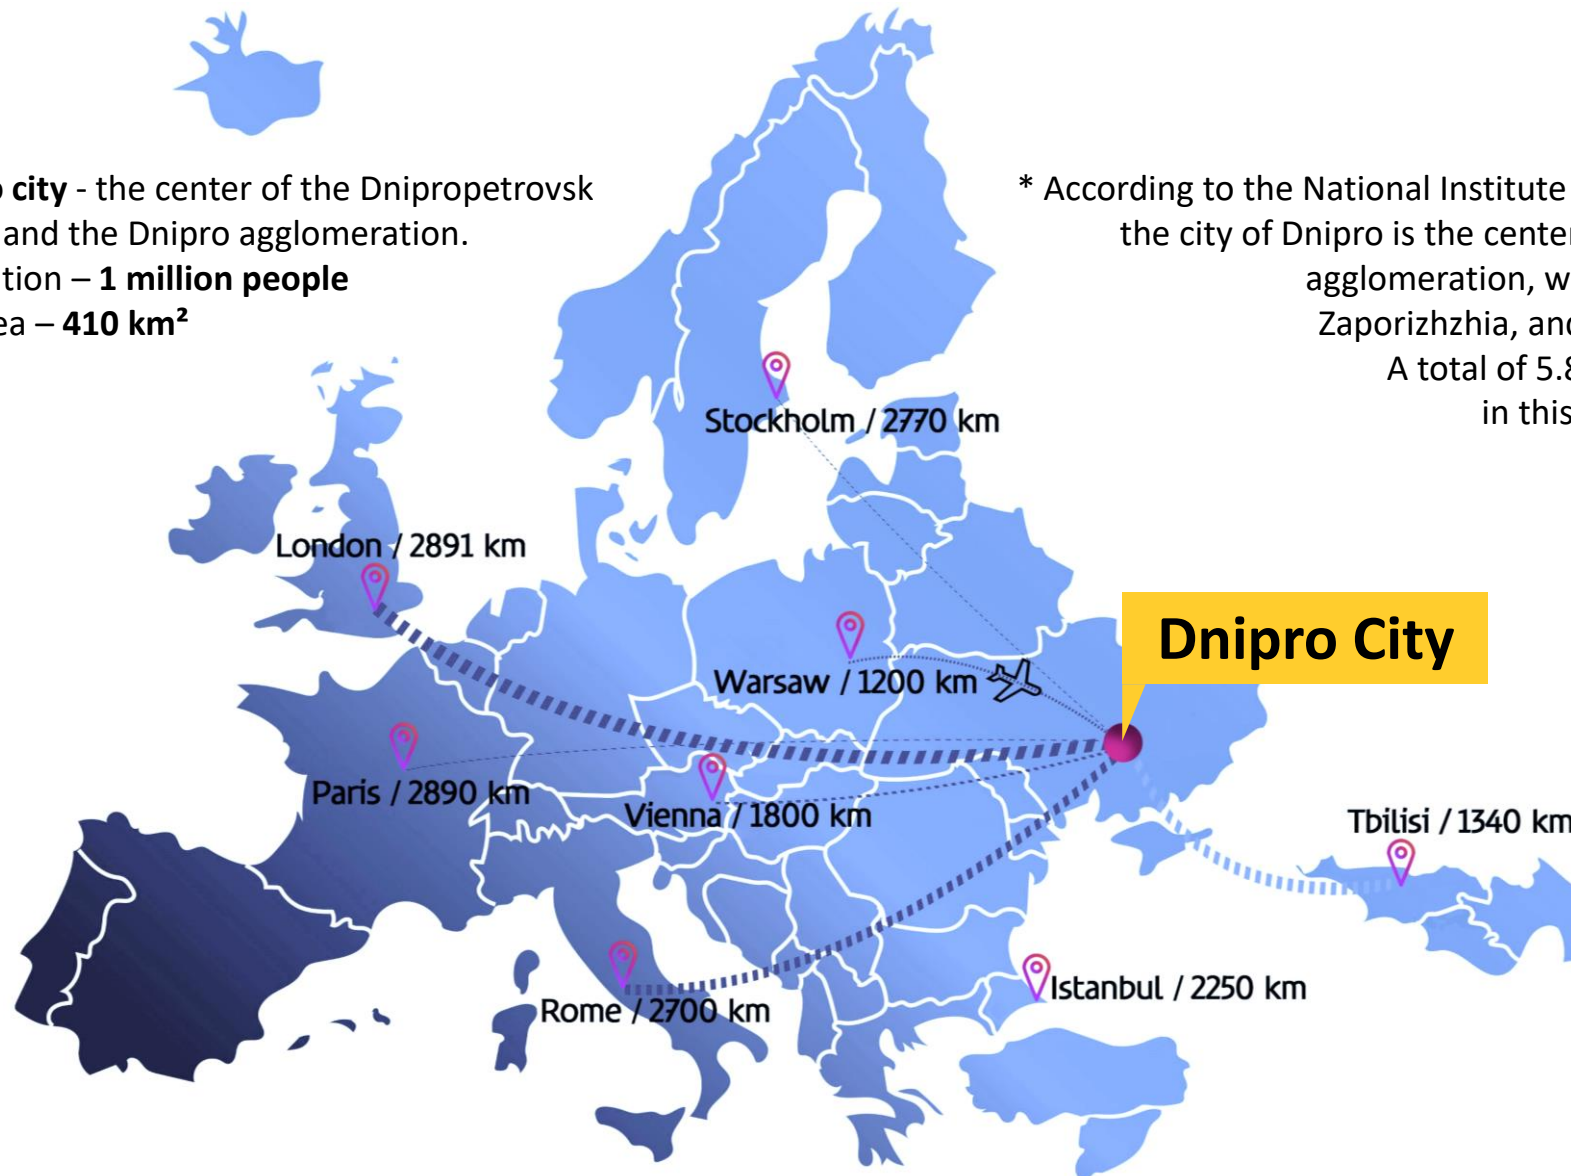 city - the center of the Dnipropetrovsk
and the Dnipro agglomeration.
– 1 million people
– 410 km²
* According to the National Institute
the city of Dnipro is the center
agglomeration,
Zaporizhzhia, and
A total of 5.8
in this
Stockholm / 2770 km
London / 2891 km
Dnipro City
Warsaw / 1200 km
Paris / 2890 km
Vienna / 1800 km
Tbilisi / 1340 km
Istanbul / 2250 km
Rome / 2700 km